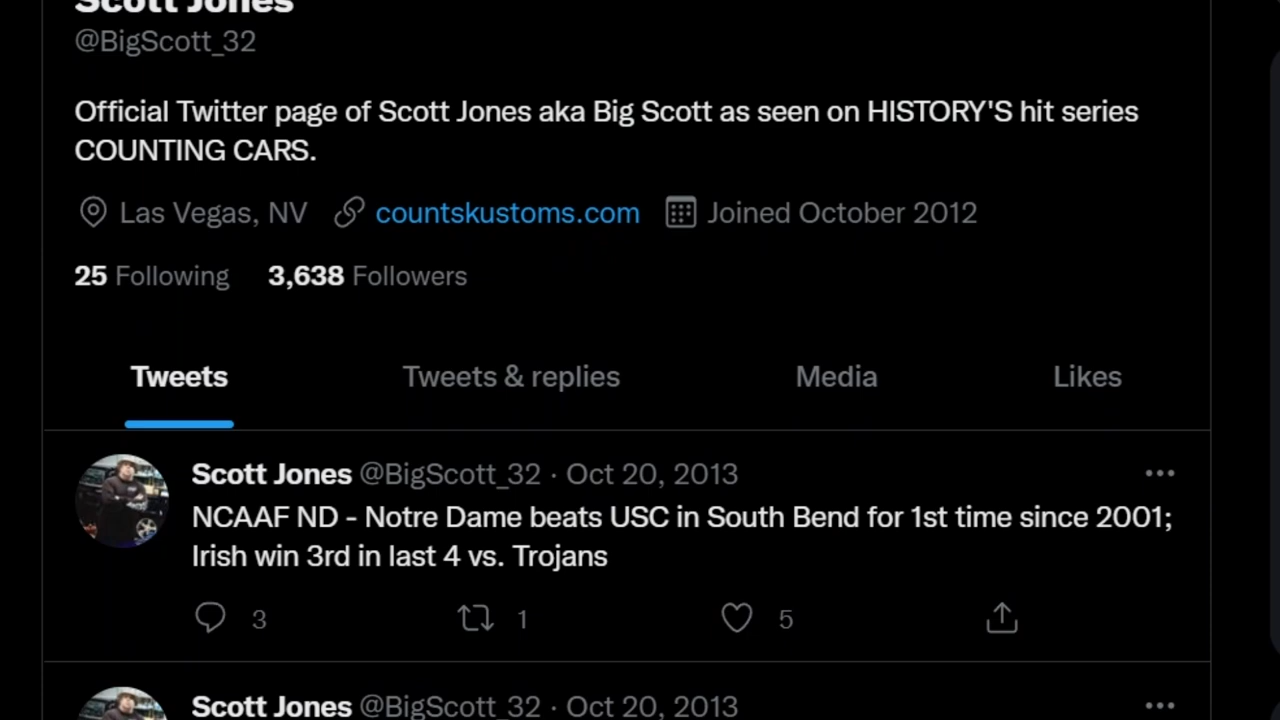 Scott Jones
@BigScott_32
Official Twitter page of Scott Jones aka Big Scott as seen on HISTORY'S hit series
COUNTING CARS.
Las Vegas, NV countskustoms.com Joined October 2012
25 Following 3,638 Followers
Tweets Tweets & replies Media Likes
Scott Jones @BigScott_32 · Oct 20, 2013
NCAAF ND - Notre Dame beats USC in South Bend for 1st time since 2001;
Irish win 3rd in last 4 vs. Trojans
3 1 5
Scott Jones @BigScott_32 · Oct 20, 2013